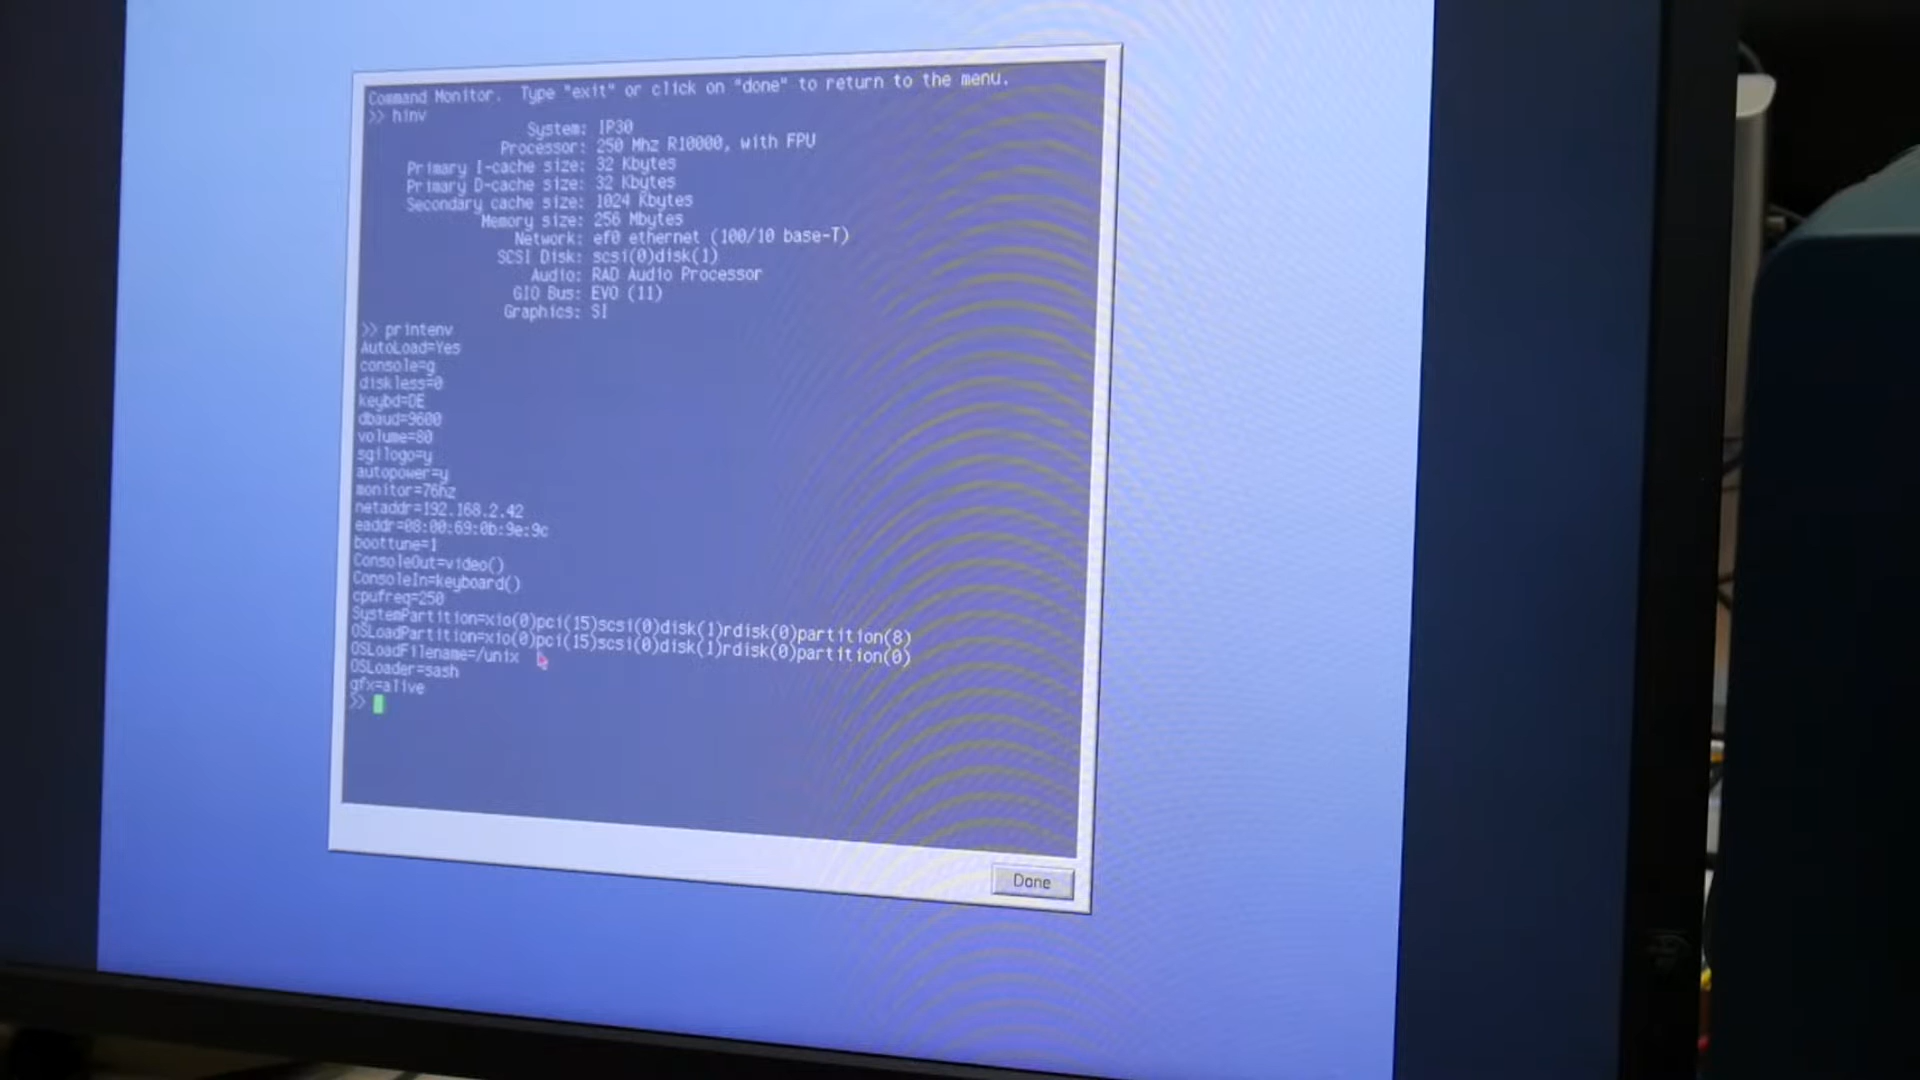 Command Monitor. Type "exit" or click on "done" to return to the menu.
>> hinv
System: IP30
Processor: 250 Mhz R10000, with FPU
Primary I-cache size: 32 Kbytes
Primary D-cache size: 32 Kbytes
Secondary cache size: 1024 Kbytes
Memory size: 256 Mbytes
Network: ef0 ethernet (100/10 base-T)
SCSI Disk: scsi(0)disk(1)
Audio: RAD Audio Processor
GIO Bus: EVO (11)
Graphics: SI
>> printenv
AutoLoad=Yes
console=g
diskless=0
keybd=DE
dbaud=9600
volume=80
sgilogo=y
autopower=y
monitor=76hz
netaddr=192.168.2.42
eaddr=08:00:69:0b:9e:9c
boottune=1
ConsoleOut=video()
ConsoleIn=keyboard()
cpufreq=250
SystemPartition=xio(0)pci(15)scsi(0)disk(1)rdisk(0)partition(8)
OSLoadPartition=xio(0)pci(15)scsi(0)disk(1)rdisk(0)partition(0)
OSLoadFilename=/unix
OSLoader=sash
gfx=alive
>>
Done